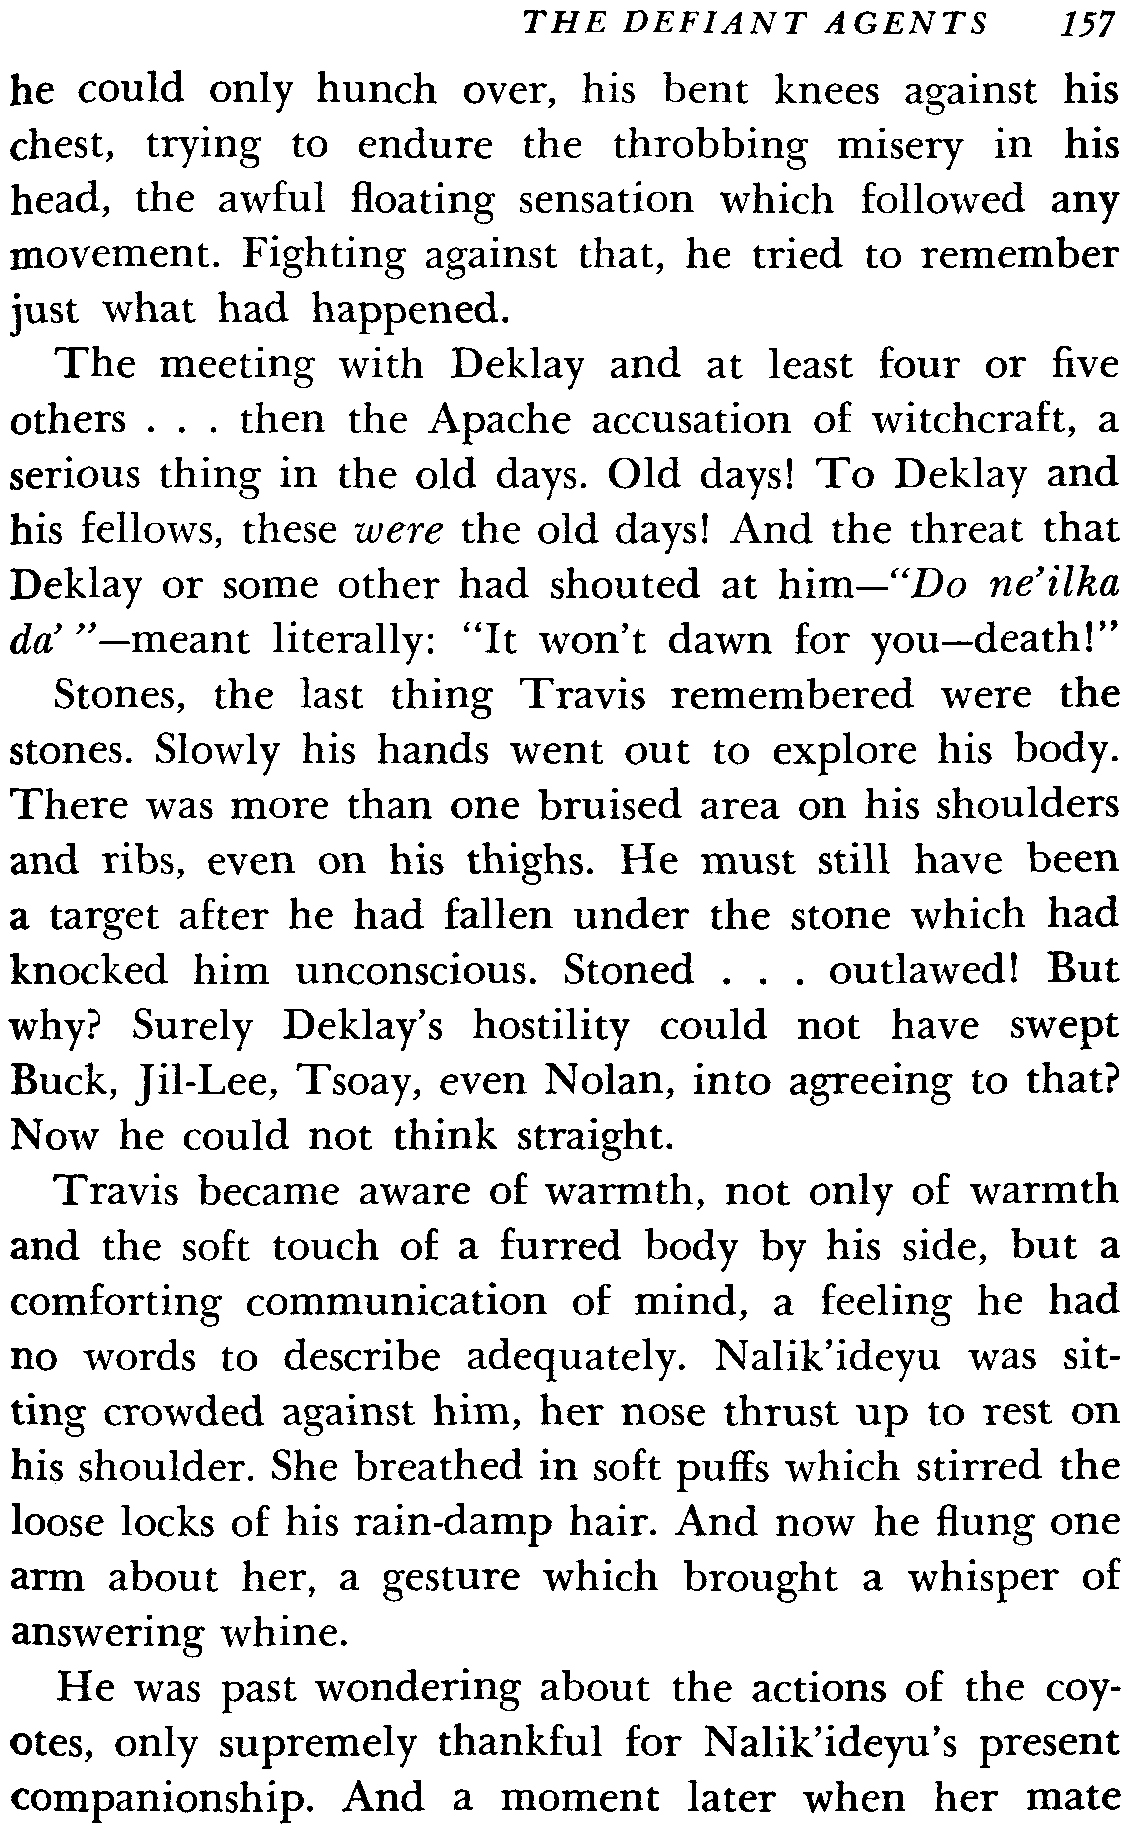 THE DEFIANT AGENTS 157
he could only hunch over, his bent knees against his
chest, trying to endure the throbbing misery in his
head, the awful floating sensation which followed any
movement. Fighting against that, he tried to remember
just what had happened.
The meeting with Deklay and at least four or five
others . . . then the Apache accusation of witchcraft, a
serious thing in the old days. Old days! To Deklay and
his fellows, these were the old days! And the threat that
Deklay or some other had shouted at him—"Do ne'ilka
da' "—meant literally: "It won't dawn for you—death!"
Stones, the last thing Travis remembered were the
stones. Slowly his hands went out to explore his body.
There was more than one bruised area on his shoulders
and ribs, even on his thighs. He must still have been
a target after he had fallen under the stone which had
knocked him unconscious. Stoned . . . outlawed! But
why? Surely Deklay's hostility could not have swept
Buck, Jil-Lee, Tsoay, even Nolan, into agreeing to that?
Now he could not think straight.
Travis became aware of warmth, not only of warmth
and the soft touch of a furred body by his side, but a
comforting communication of mind, a feeling he had
no words to describe adequately. Nalik'ideyu was sit-
ting crowded against him, her nose thrust up to rest on
his shoulder. She breathed in soft puffs which stirred the
loose locks of his rain-damp hair. And now he flung one
arm about her, a gesture which brought a whisper of
answering whine.
He was past wondering about the actions of the coy-
otes, only supremely thankful for Nalik'ideyu's present
companionship. And a moment later when her mate